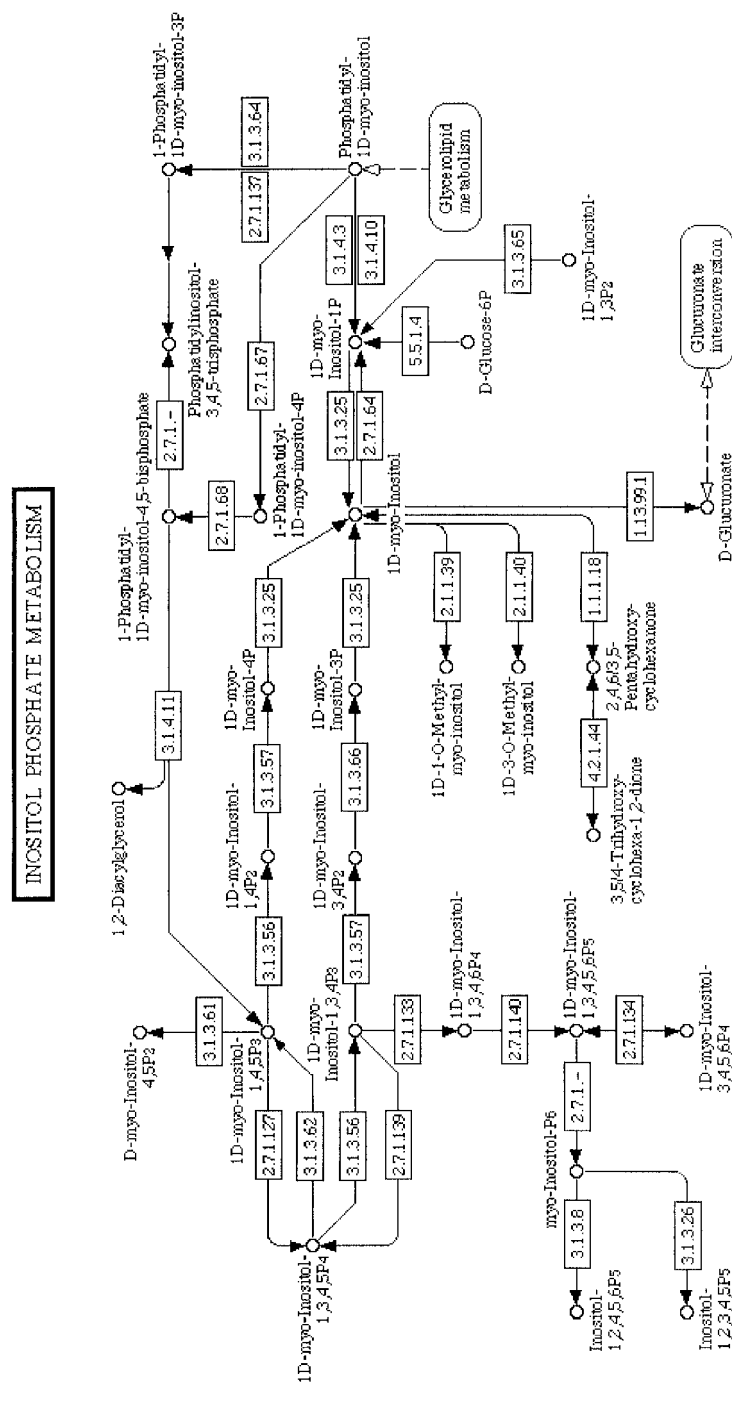 INOSITOL PHOSPHATE METABOLISM
D-myo-Inositol-
4,5P2
3.1.3.61
1D-myo-Inositol-
1,4,5P3
2.7.1.127
3.1.3.62
3.1.3.56
2.7.1.139
1D-myo-Inositol-
1,3,4,5P4
1,2-Diacylglycerol
3.1.4.11
1-Phosphatidyl-
1D-myo-inositol-4,5-bisphosphate
2.7.1.-
Phosphatidylinositol-
3,4,5-trisphosphate
1-Phosphatidyl-
1D-myo-inositol-3P
2.7.1.137
3.1.3.64
Phosphatidyl-
1D-myo-inositol
2.7.1.68
1-Phosphatidyl-
1D-myo-inositol-4P
2.7.1.67
3.1.3.56
1D-myo-Inositol-
1,4P2
3.1.3.57
1D-myo-
Inositol-4P
3.1.3.25
1D-myo-
Inositol-1,3,4P3
3.1.3.57
1D-myo-Inositol-
3,4P2
3.1.3.66
1D-myo-
Inositol-3P
3.1.3.25
1D-myo-Inositol
3.1.3.25
2.7.1.64
1D-myo-
Inositol-1P
3.1.4.3
3.1.4.10
Glycerolipid
metabolism
5.5.1.4
D-Glucose-6P
3.1.3.65
1D-myo-Inositol-
1,3P2
2.7.1.133
1D-myo-Inositol-
1,3,4,6P4
2.7.1.140
1D-myo-Inositol-
1,3,4,5,6P5
2.7.1.134
1D-myo-Inositol-
3,4,5,6P4
2.7.1.-
myo-Inositol-P6
3.1.3.8
Inositol-
1,2,4,5,6P5
3.1.3.26
Inositol-
1,2,3,4,5P5
2.1.1.39
1D-1-O-Methyl-
myo-inositol
2.1.1.40
1D-3-O-Methyl-
myo-inositol
1.1.1.18
2,4,6/3,5-
Pentahydroxy-
cyclohexanone
4.2.1.44
3,5/4-Trihydroxy-
cyclohexa-1,2-dione
1.13.99.1
D-Glucuronate
Glucuronate
interconversion